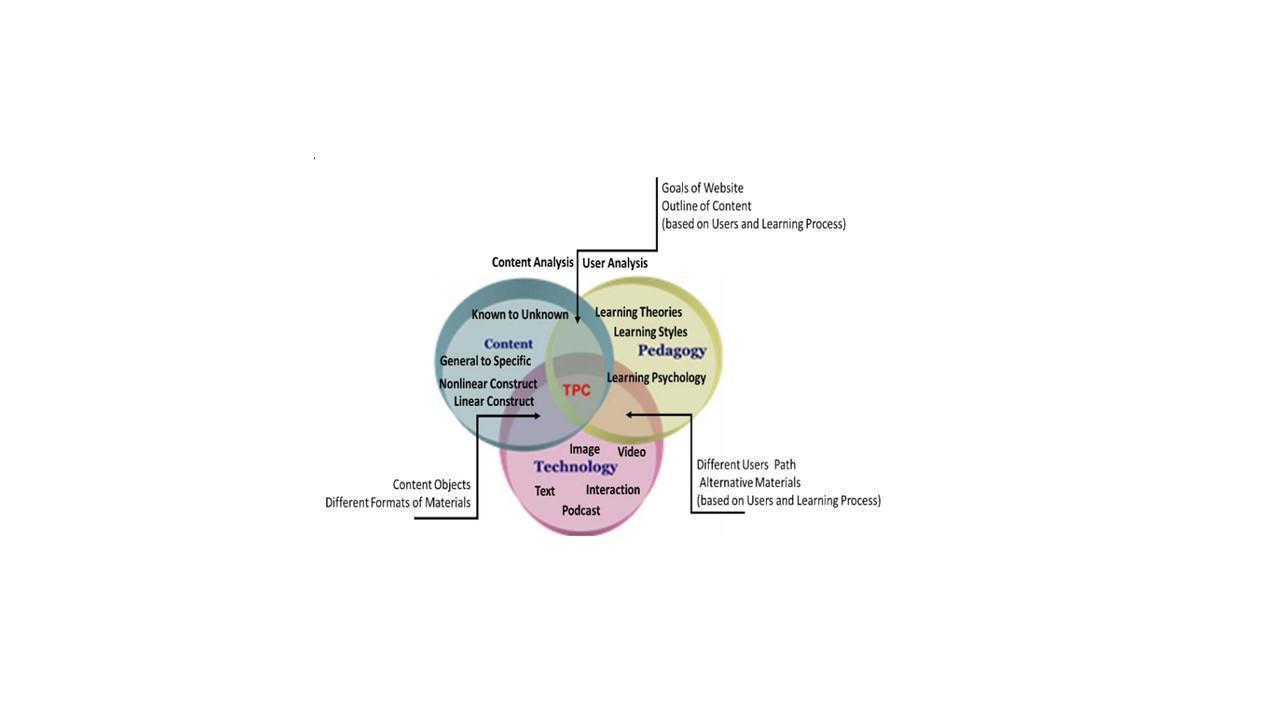 Goals of Website
Outline of Content
(based on Users and Learning Process)
Content Analysis
User Analysis
Known to Unknown
Content
General to Specific
Nonlinear Construct
Linear Construct
Learning Theories
Learning Styles
Pedagogy
Learning Psychology
TPC
Image
Video
Technology
Text
Interaction
Podcast
Content Objects
Different Formats of Materials
Different Users Path
Alternative Materials
(based on Users and Learning Process)